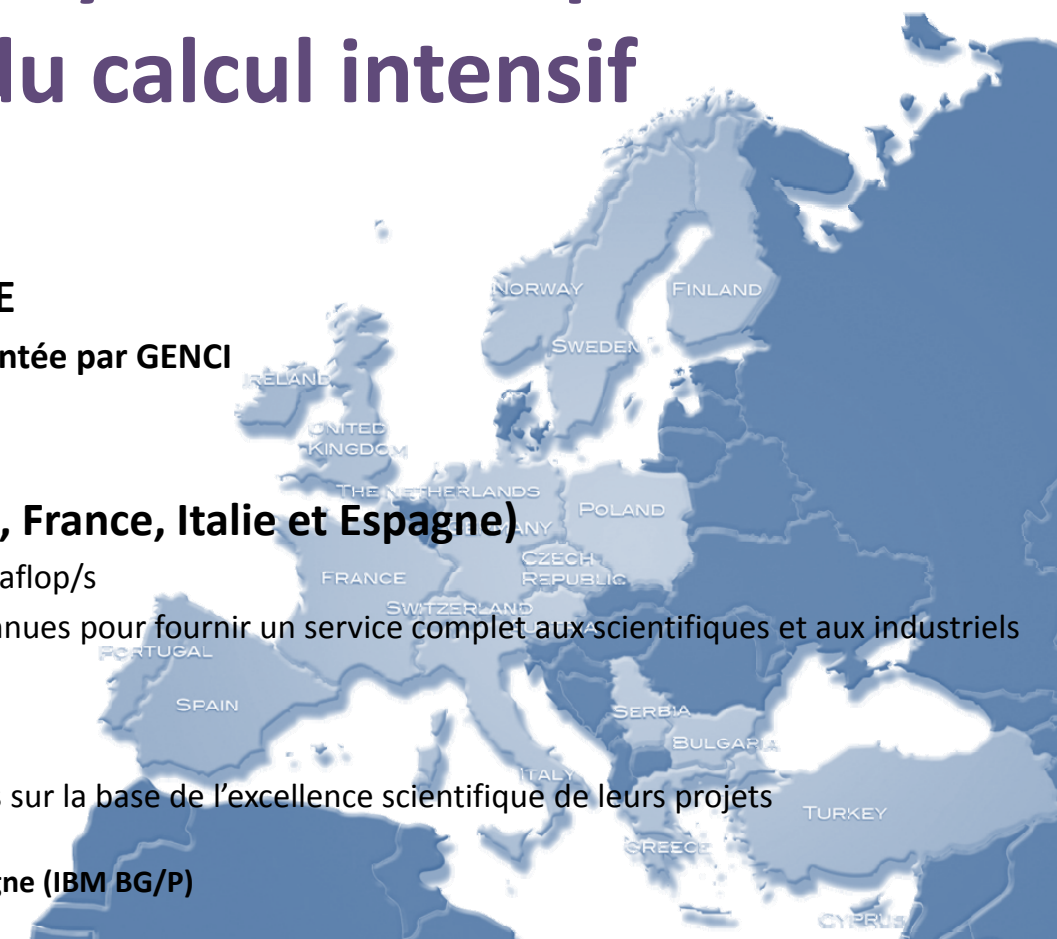 du calcul intensif
E
NORWAY
FINLAND
SWEDEN
ntée par GENCI
IRELAND
UNITED
KINGDOM
THE NETHERLANDS
POLAND
, France, Italie et Espagne)
GERMANY
CZECH
REPUBLIC
aflop/s
FRANCE
SWITZERLAND
AUSTRIA
nnues pour fournir un service complet aux scientifiques et aux industriels
PORTUGAL
SPAIN
SERBIA
BULGARIA
ITALY
s sur la base de l’excellence scientifique de leurs projets
TURKEY
GREECE
gne (IBM BG/P)
CYPRUS